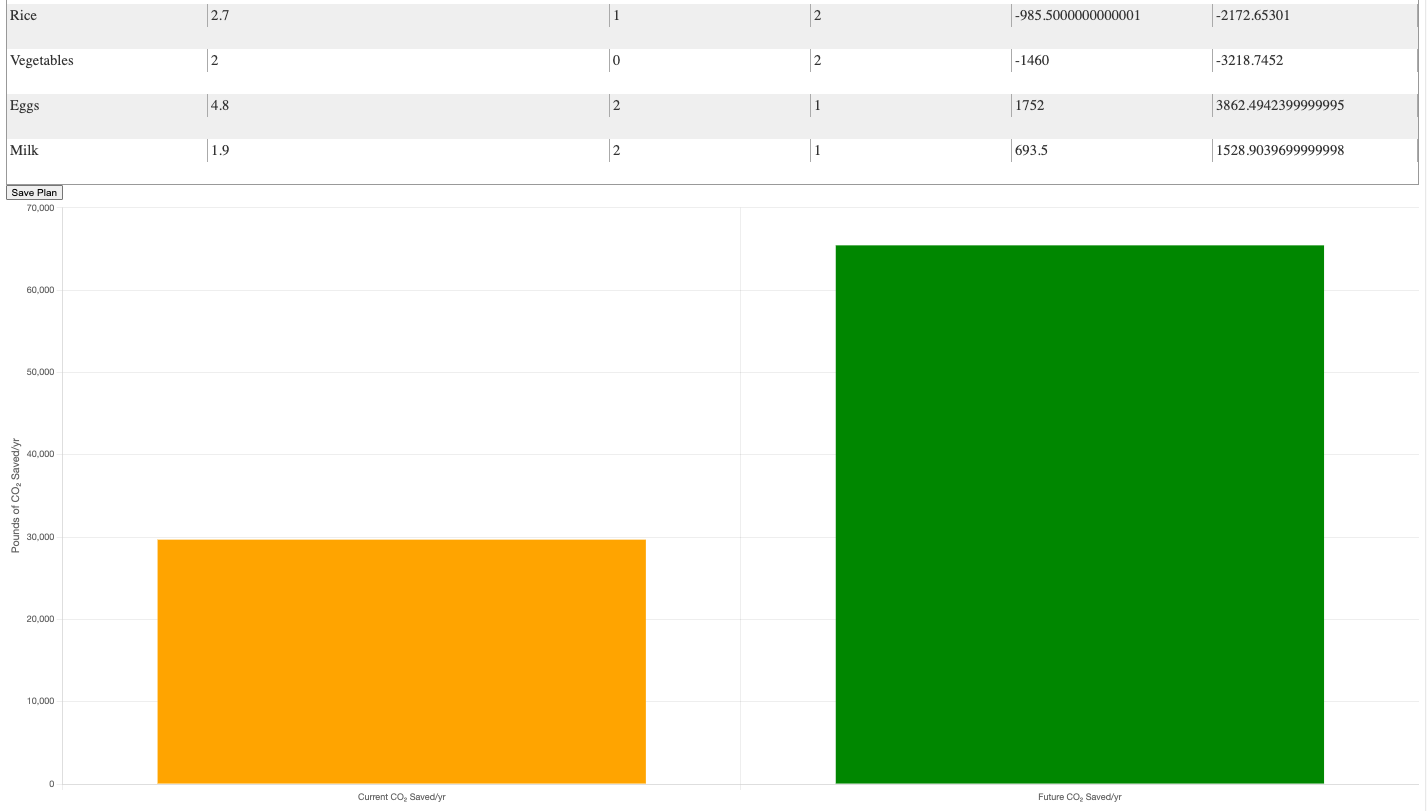 Rice 2.7 1 2 -985.5000000000001 -2172.65301
Vegetables 2 0 2 -1460 -3218.7452
Eggs 4.8 2 1 1752 3862.4942399999995
Milk 1.9 2 1 693.5 1528.9039699999998
Save Plan
70,000
60,000
50,000
40,000
30,000
20,000
10,000
0
Pounds of CO₂ Saved/yr
Current CO₂ Saved/yr Future CO₂ Saved/yr